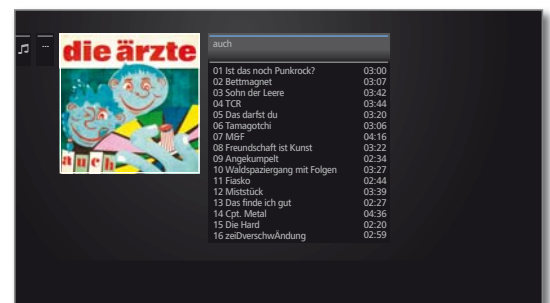 ...
die ärzte
auch
auch
01 Ist das noch Punkrock? 03:00
02 Bettmagnet 03:07
03 Sohn der Leere 03:42
04 TCR 03:44
05 Das darfst du 03:20
06 Tamagotchi 03:06
07 M&F 04:16
08 Freundschaft ist Kunst 03:22
09 Angekumpelt 02:34
10 Waldspaziergang mit Folgen 03:27
11 Fiasko 02:44
12 Miststück 03:39
13 Das finde ich gut 02:27
14 Cpt. Metal 04:36
15 Die Hard 02:20
16 zeiDverschwÄndung 02:59